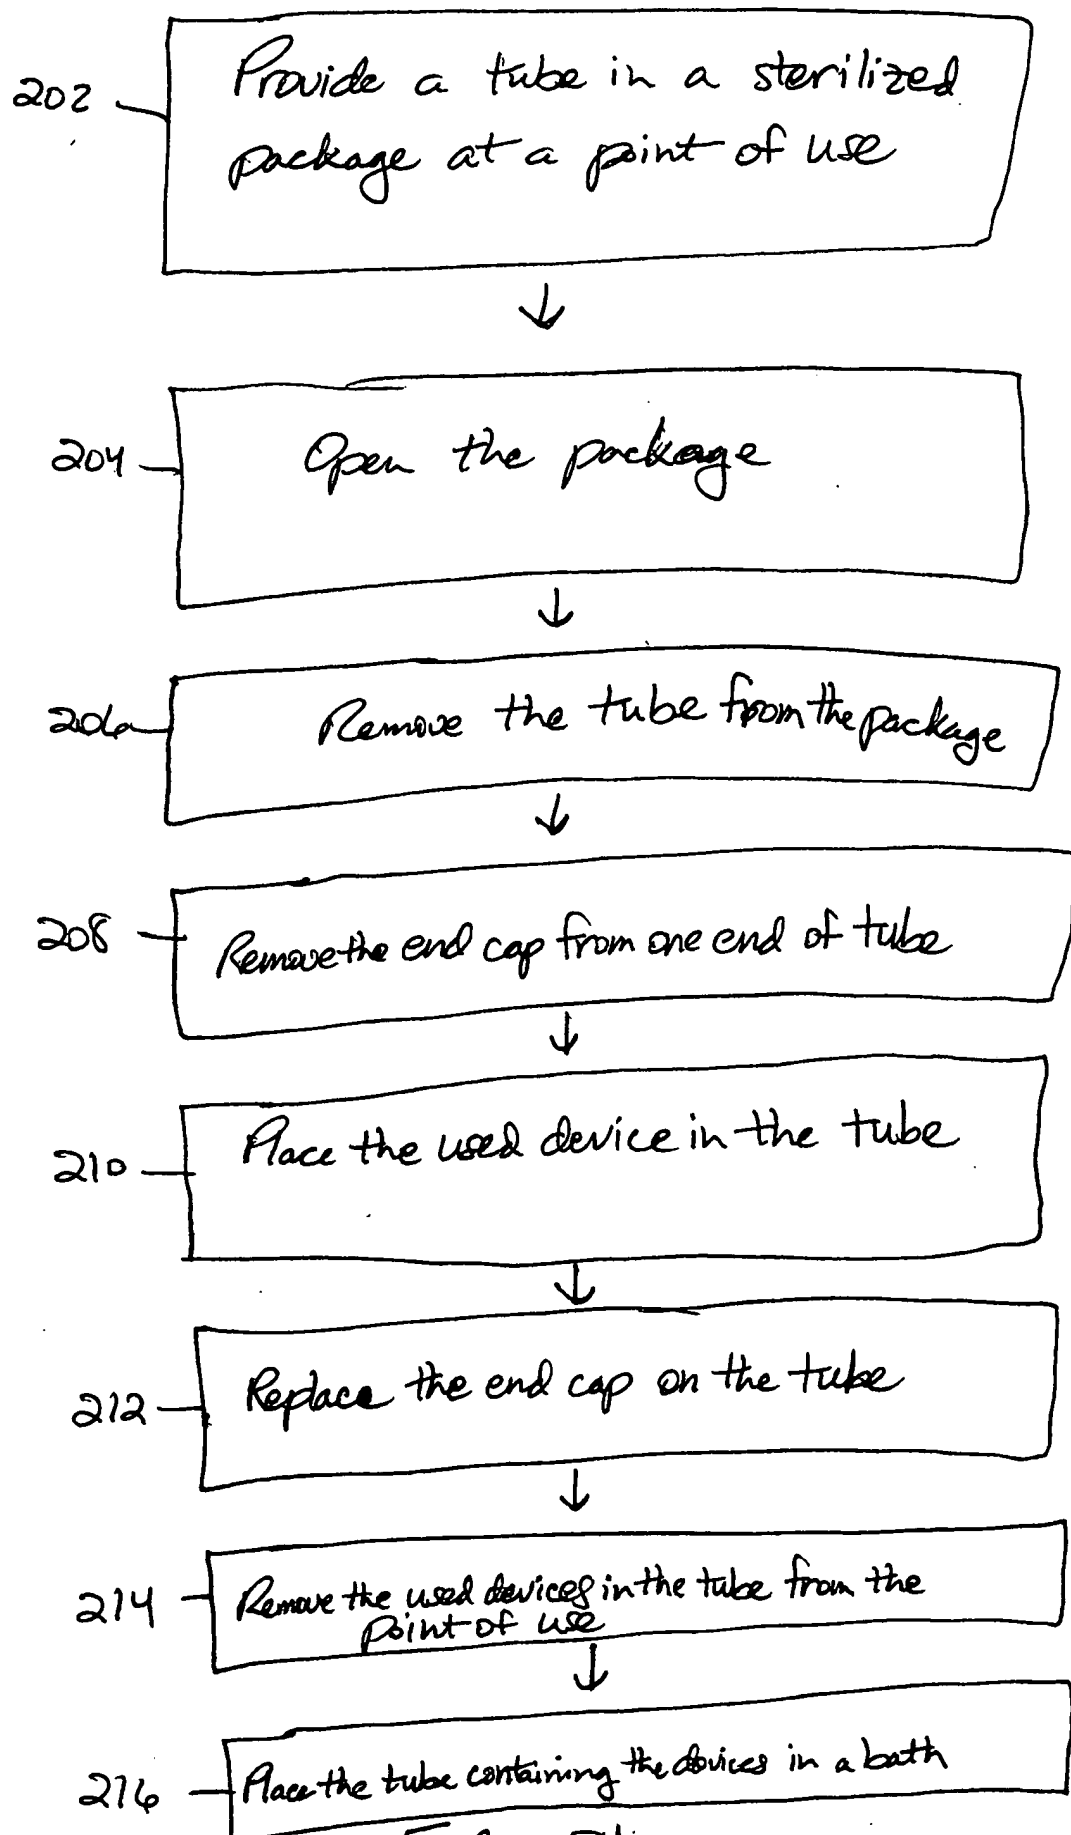 202
Provide a tube in a sterilized
package at a point of use
204
Open the package
206
Remove the tube from the package
208
Remove the end cap from one end of tube
210
Place the used device in the tube
212
Replace the end cap on the tube
214
Remove the used devices in the tube from the
point of use
216
Place the tube containing the devices in a bath